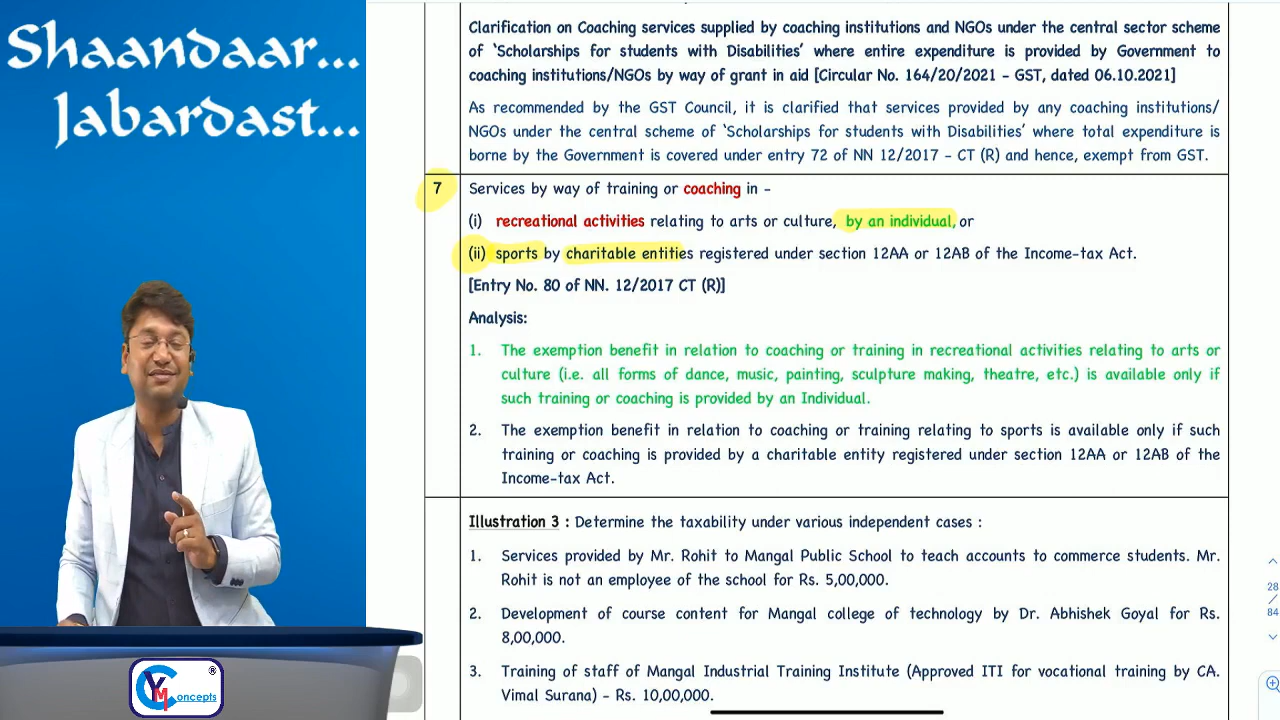 Shaandaar...
Jabardast...
Clarification on Coaching services supplied by coaching institutions and NGOs under the central sector scheme
of ‘Scholarships for students with Disabilities’ where entire expenditure is provided by Government to
coaching institutions/NGOs by way of grant in aid [Circular No. 164/20/2021 – GST, dated 06.10.2021]
As recommended by the GST Council, it is clarified that services provided by any coaching institutions/
NGOs under the central scheme of ‘Scholarships for students with Disabilities’ where total expenditure is
borne by the Government is covered under entry 72 of NN 12/2017 – CT (R) and hence, exempt from GST.
7 Services by way of training or coaching in –
(i) recreational activities relating to arts or culture, by an individual, or
(ii) sports by charitable entities registered under section 12AA or 12AB of the Income-tax Act.
[Entry No. 80 of NN. 12/2017 CT (R)]
Analysis:
1. The exemption benefit in relation to coaching or training in recreational activities relating to arts or
culture (i.e. all forms of dance, music, painting, sculpture making, theatre, etc.) is available only if
such training or coaching is provided by an Individual.
2. The exemption benefit in relation to coaching or training relating to sports is available only if such
training or coaching is provided by a charitable entity registered under section 12AA or 12AB of the
Income-tax Act.
Illustration 3 : Determine the taxability under various independent cases :
1. Services provided by Mr. Rohit to Mangal Public School to teach accounts to commerce students. Mr.
Rohit is not an employee of the school for Rs. 5,00,000.
2. Development of course content for Mangal college of technology by Dr. Abhishek Goyal for Rs.
8,00,000.
3. Training of staff of Mangal Industrial Training Institute (Approved ITI for vocational training by CA.
Vimal Surana) – Rs. 10,00,000.
28
/
84
YM Concepts ®